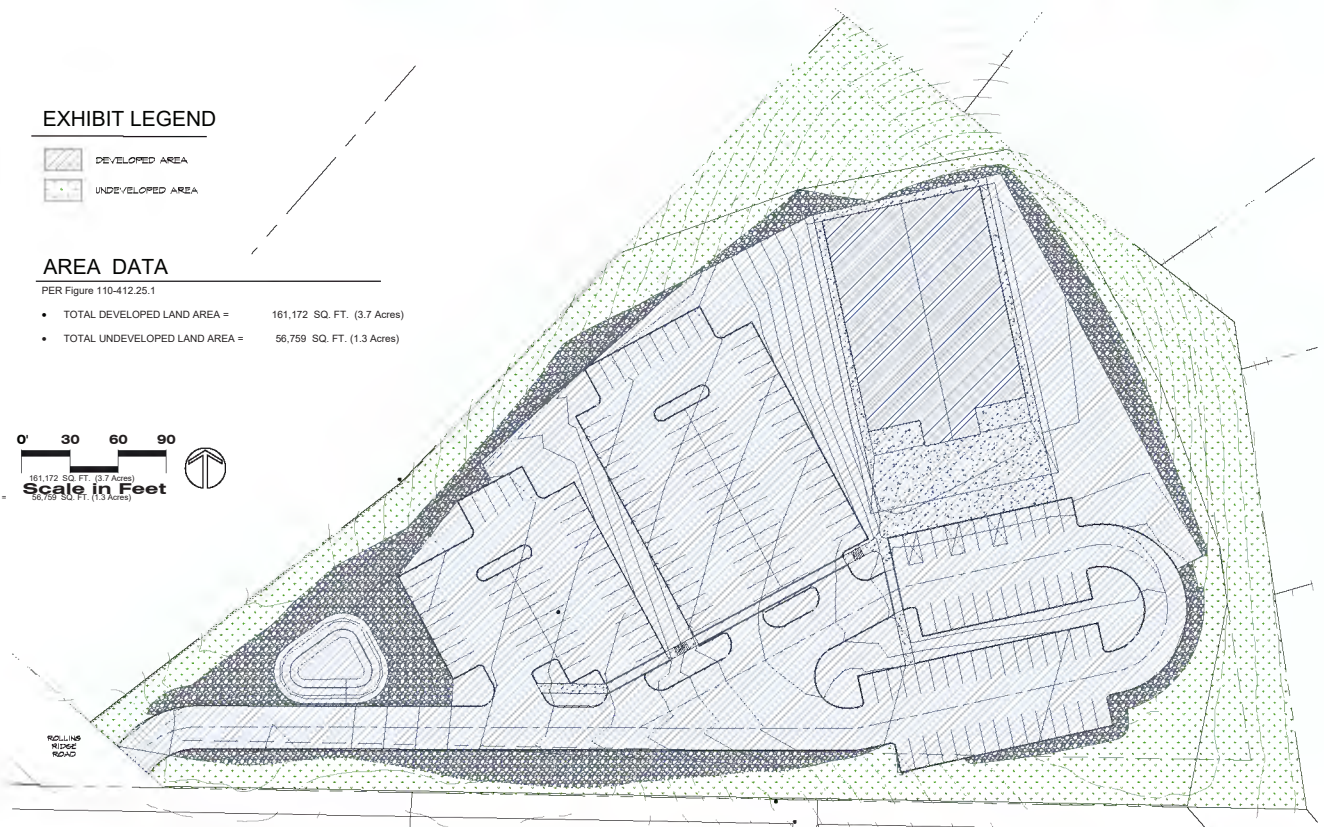 EXHIBIT LEGEND
DEVELOPED AREA
UNDEVELOPED AREA
AREA DATA
PER Figure 110-412.25.1
• TOTAL DEVELOPED LAND AREA = 161,172 SQ. FT. (3.7 Acres)
• TOTAL UNDEVELOPED LAND AREA = 56,759 SQ. FT. (1.3 Acres)
0' 30 60 90
161,172 SQ. FT. (3.7 Acres)
Scale in Feet
= 56,759 SQ. FT. (1.3 Acres)
ROLLING
RIDGE
ROAD